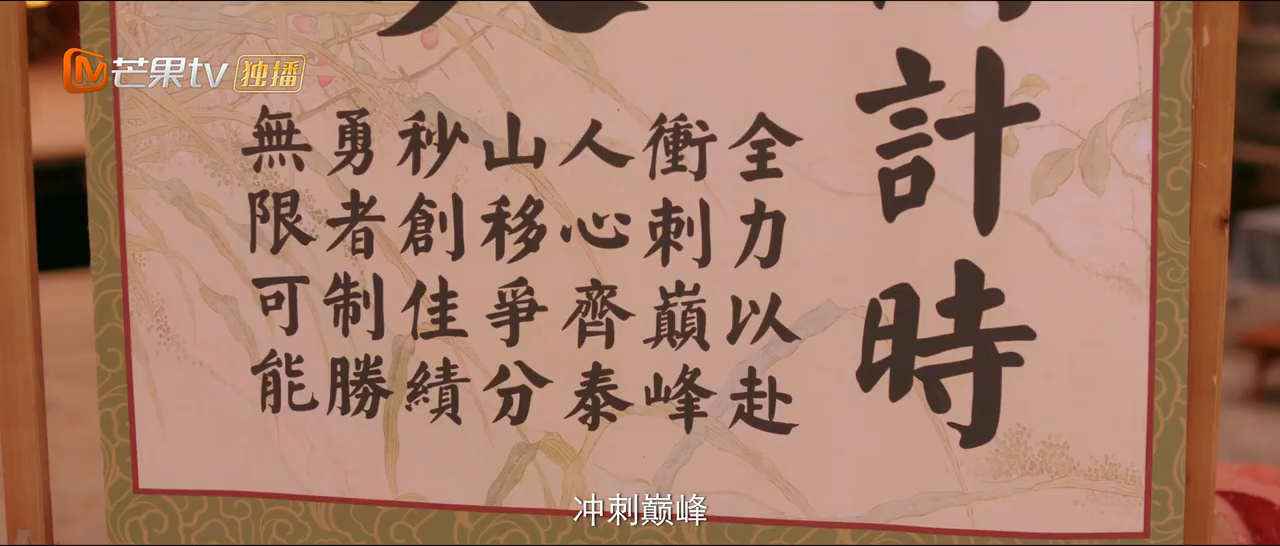 芒果tv 独播
計時
全力以赴
衝刺巔峰
人心齊泰
山移爭分
秒創佳績
勇者制勝
無限可能
冲刺巅峰